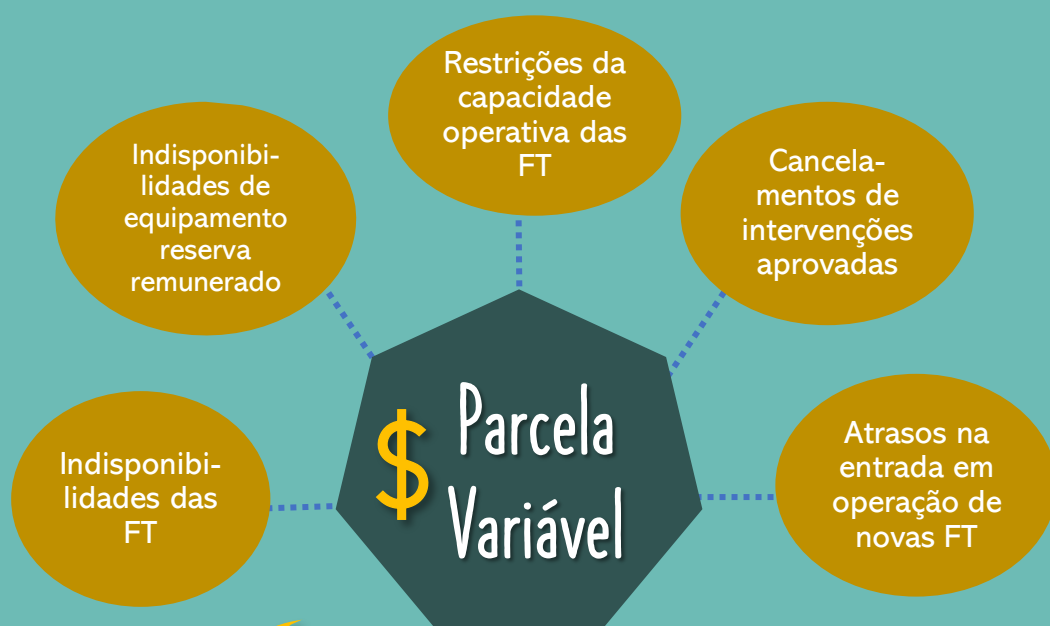 Restrições da
capacidade
operativa das
FT
Indisponibi-
lidades de
equipamento
reserva
remunerado
Cancela-
mentos de
intervenções
aprovadas
Indisponibi-
lidades das
FT
$
Parcela
Variável
Atrasos na
entrada em
operação de
novas FT